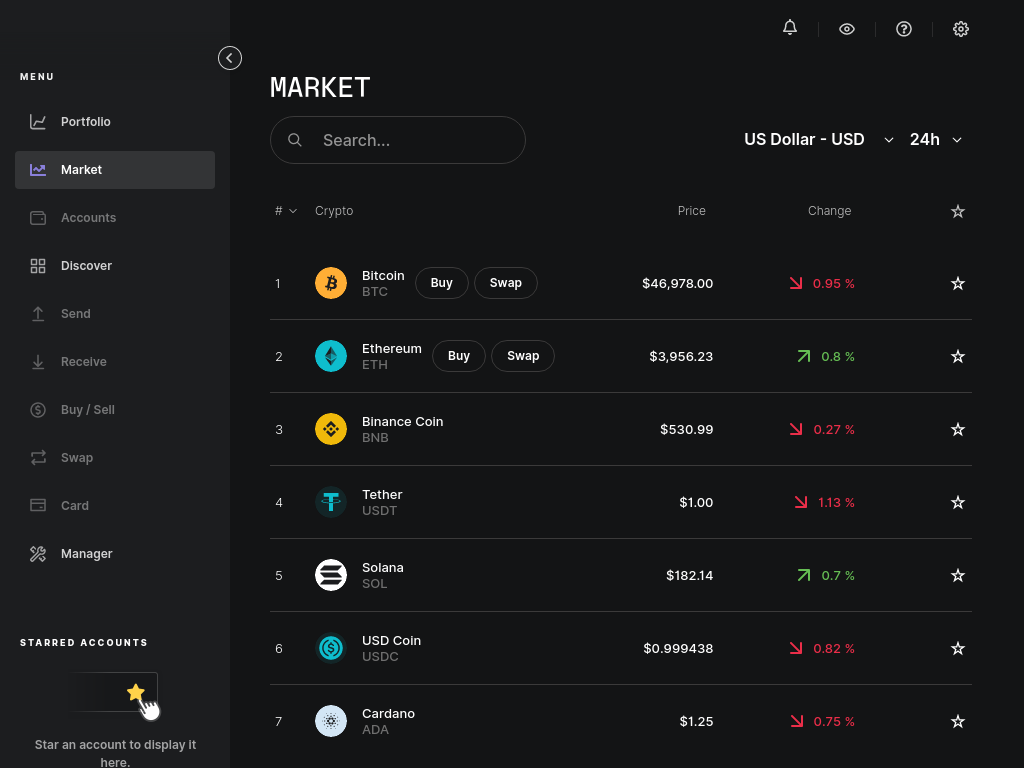 MENU
Portfolio
Market
Accounts
Discover
Send
Receive
Buy / Sell
Swap
Card
Manager
STARRED ACCOUNTS
Star an account to display it
here.
MARKET
Search...
US Dollar - USD 24h
# Crypto Price Change
1 Bitcoin BTC Buy Swap $46,978.00 0.95 %
2 Ethereum ETH Buy Swap $3,956.23 0.8 %
3 Binance Coin BNB $530.99 0.27 %
4 Tether USDT $1.00 1.13 %
5 Solana SOL $182.14 0.7 %
6 USD Coin USDC $0.999438 0.82 %
7 Cardano ADA $1.25 0.75 %